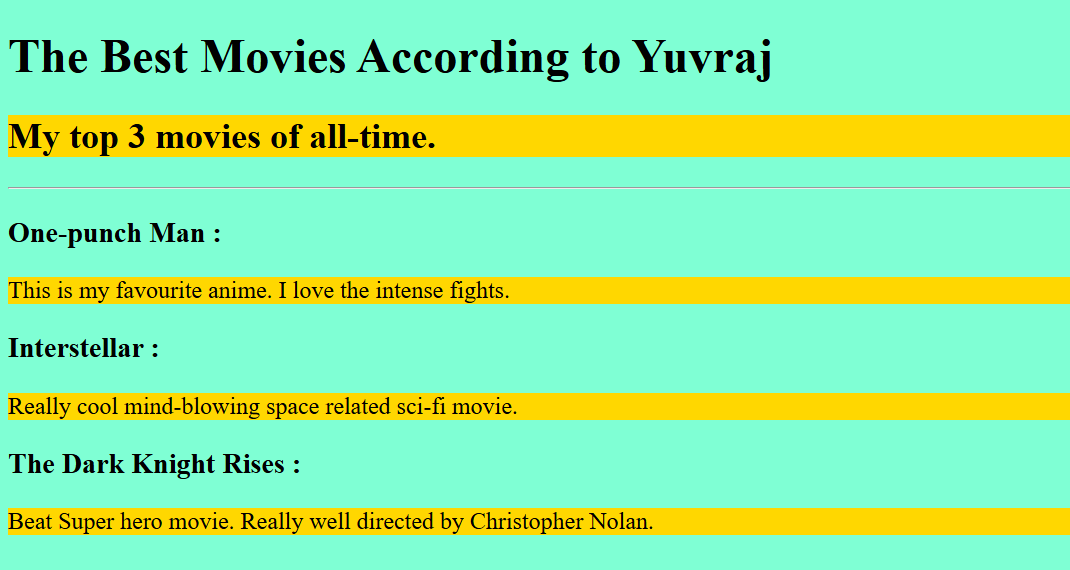 The Best Movies According to Yuvraj
My top 3 movies of all-time.
One-punch Man :
This is my favourite anime. I love the intense fights.
Interstellar :
Really cool mind-blowing space related sci-fi movie.
The Dark Knight Rises :
Beat Super hero movie. Really well directed by Christopher Nolan.